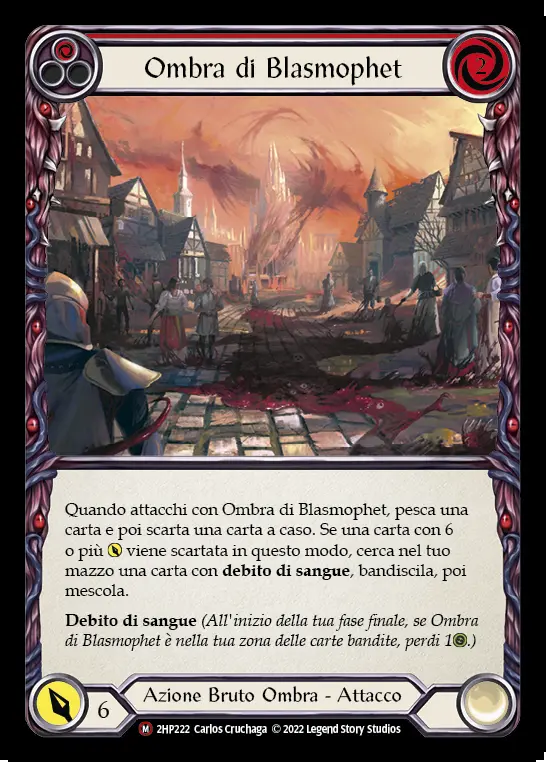 Ombra di Blasmophet
2
Quando attacchi con Ombra di Blasmophet, pesca una
carta e poi scarta una carta a caso. Se una carta con 6
o più viene scartata in questo modo, cerca nel tuo
mazzo una carta con debito di sangue, bandiscila, poi
mescola.
Debito di sangue (All'inizio della tua fase finale, se Ombra
di Blasmophet è nella tua zona delle carte bandite, perdi 1.)
6
Azione Bruto Ombra - Attacco
M 2HP222 Carlos Cruchaga © 2022 Legend Story Studios